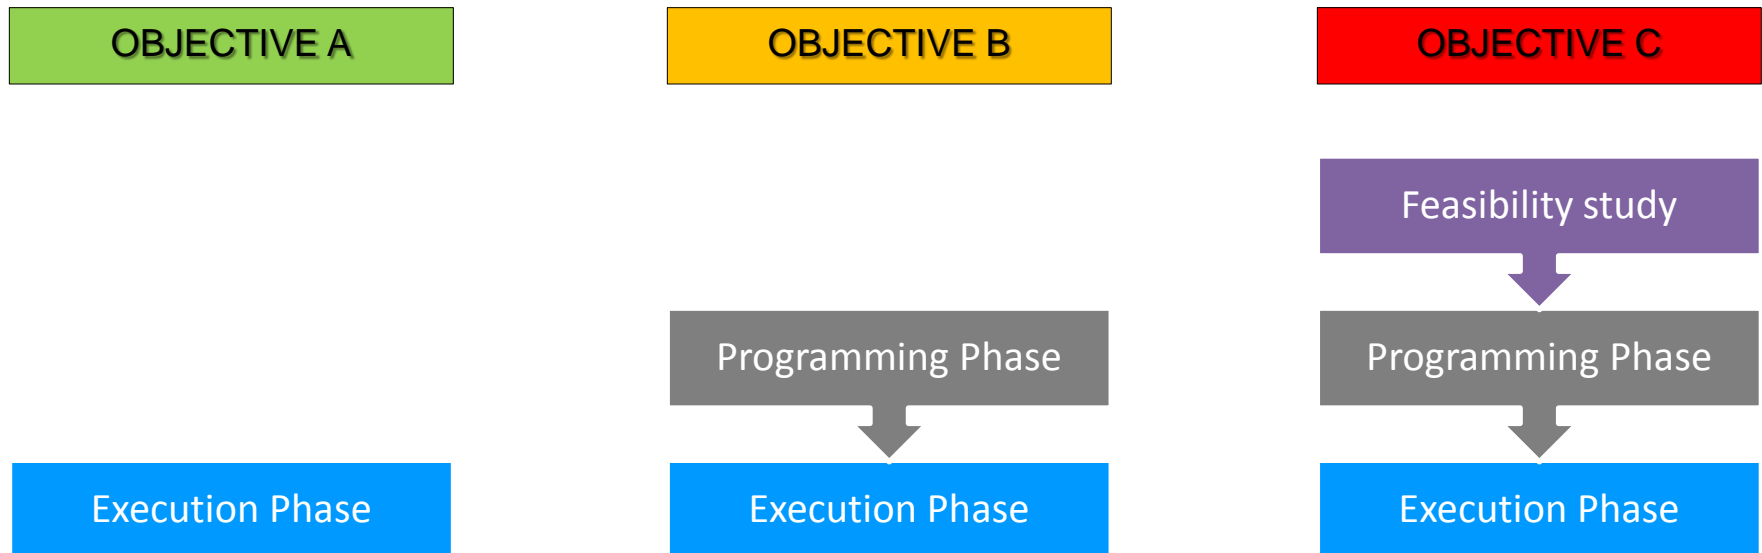 OBJECTIVE A
OBJECTIVE B
OBJECTIVE C
Feasibility study
Programming Phase
Programming Phase
Execution Phase
Execution Phase
Execution Phase